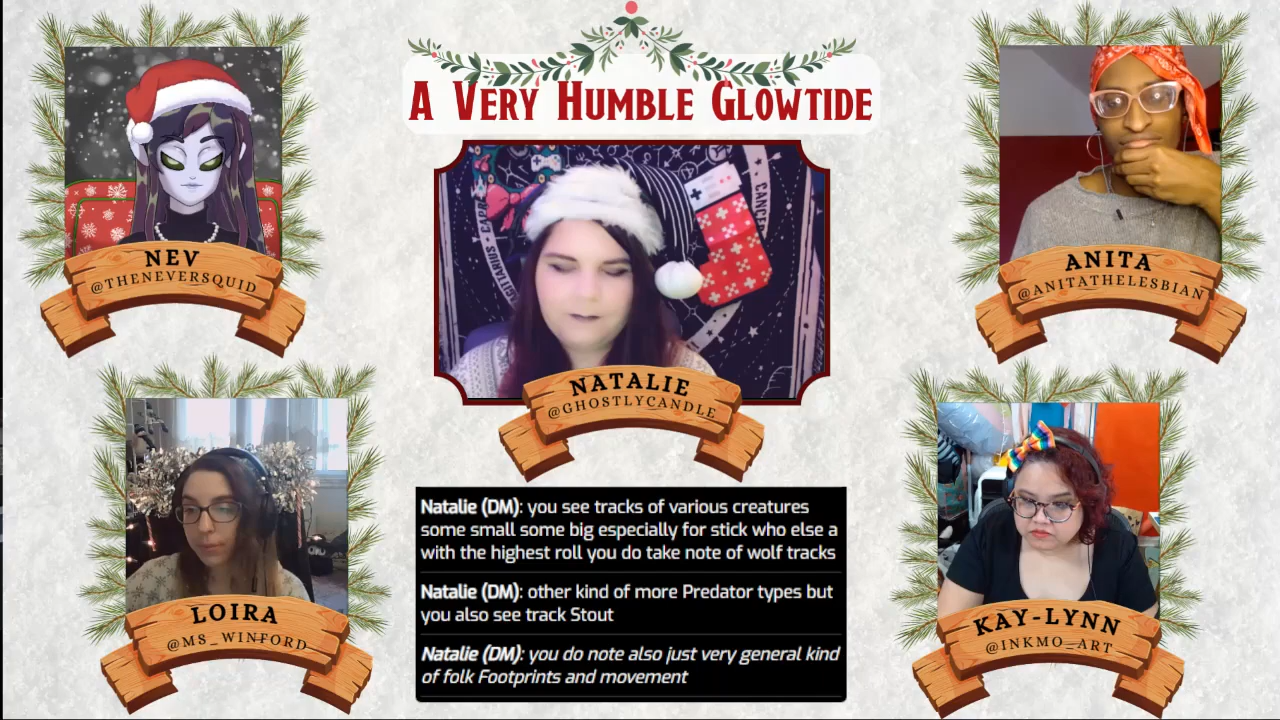 A Very Humble Glowtide
NEV
@THENEVERSQUID
ANITA
@ANITATHELESBIAN
CANCER
NATALIE
@GHOSTLYCANDLE
LOIRA
@MS_WINFORD
KAY-LYNN
@INKMO_ART
Natalie (DM): you see tracks of various creatures
some small some big especially for stick who else a
with the highest roll you do take note of wolf tracks
Natalie (DM): other kind of more Predator types but
you also see track Stout
Natalie (DM): you do note also just very general kind
of folk Footprints and movement